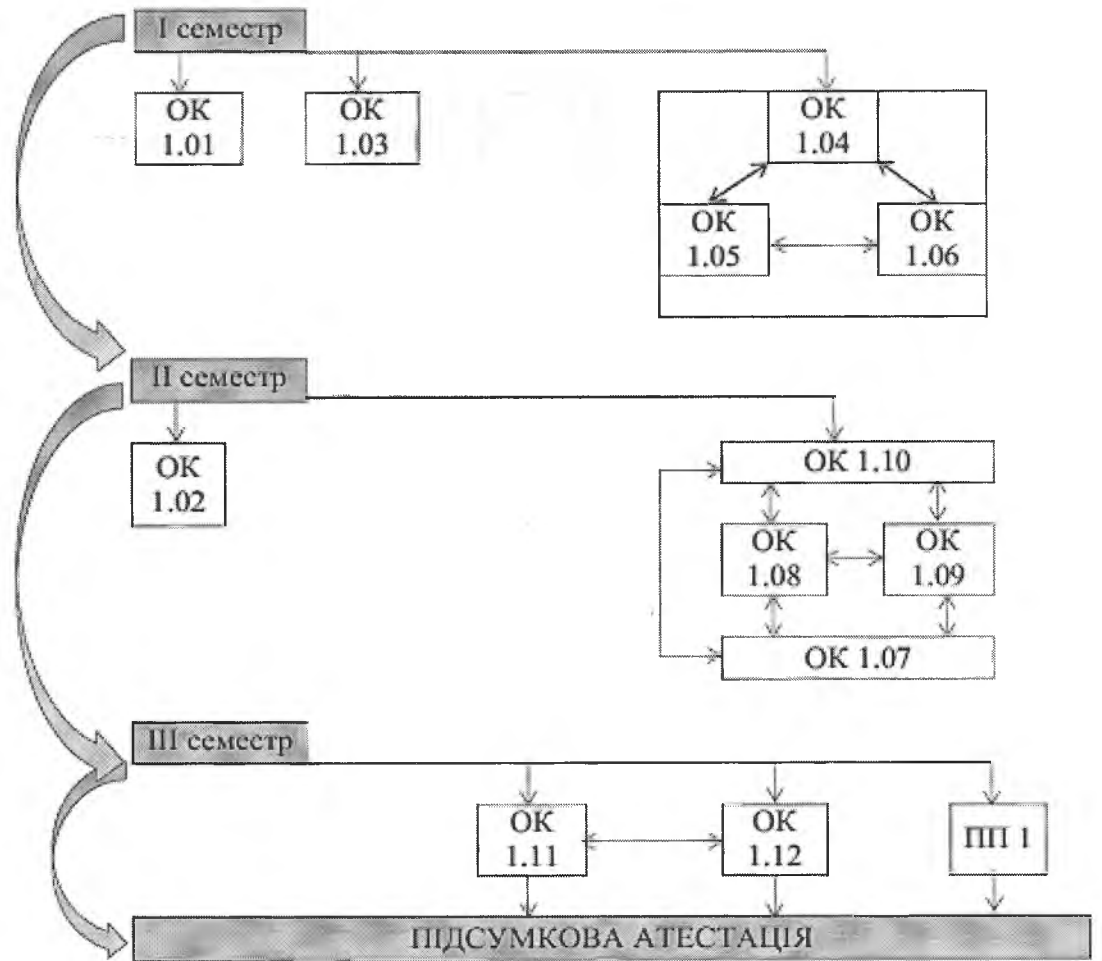 І семестр
ОК
1.01
ОК
1.03
ОК
1.04
ОК
1.05
ОК
1.06
ІІ семестр
ОК
1.02
ОК 1.10
ОК
1.08
ОК
1.09
ОК 1.07
ІІІ семестр
ОК
1.11
ОК
1.12
ПП 1
ПІДСУМКОВА АТЕСТАЦІЯ